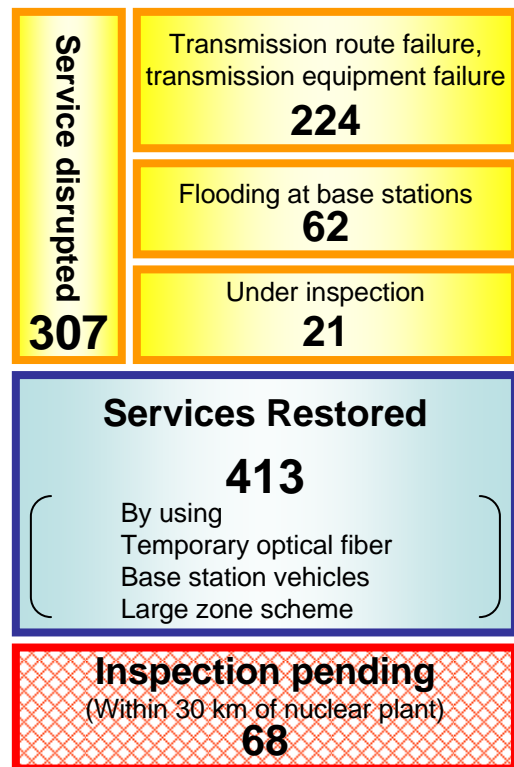 Service disrupted
307
Transmission route failure,
transmission equipment failure
224
Flooding at base stations
62
Under inspection
21
Services Restored
413
By using
Temporary optical fiber
Base station vehicles
Large zone scheme
Inspection pending
(Within 30 km of nuclear plant)
68